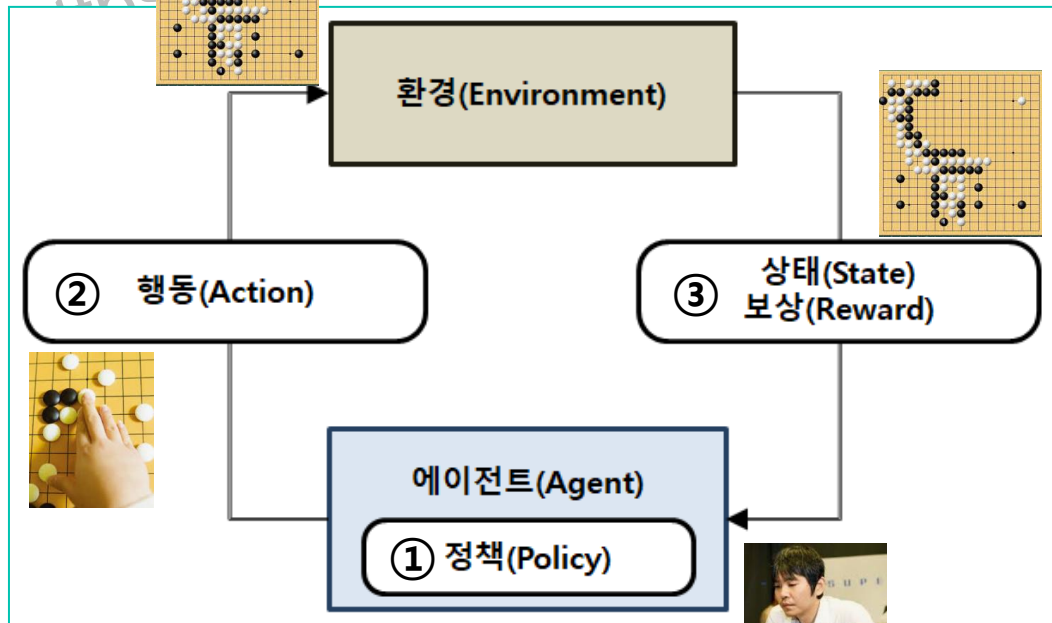 환경(Environment)
② 행동(Action)
③ 상태(State)
보상(Reward)
에이전트(Agent)
① 정책(Policy)
S U P E